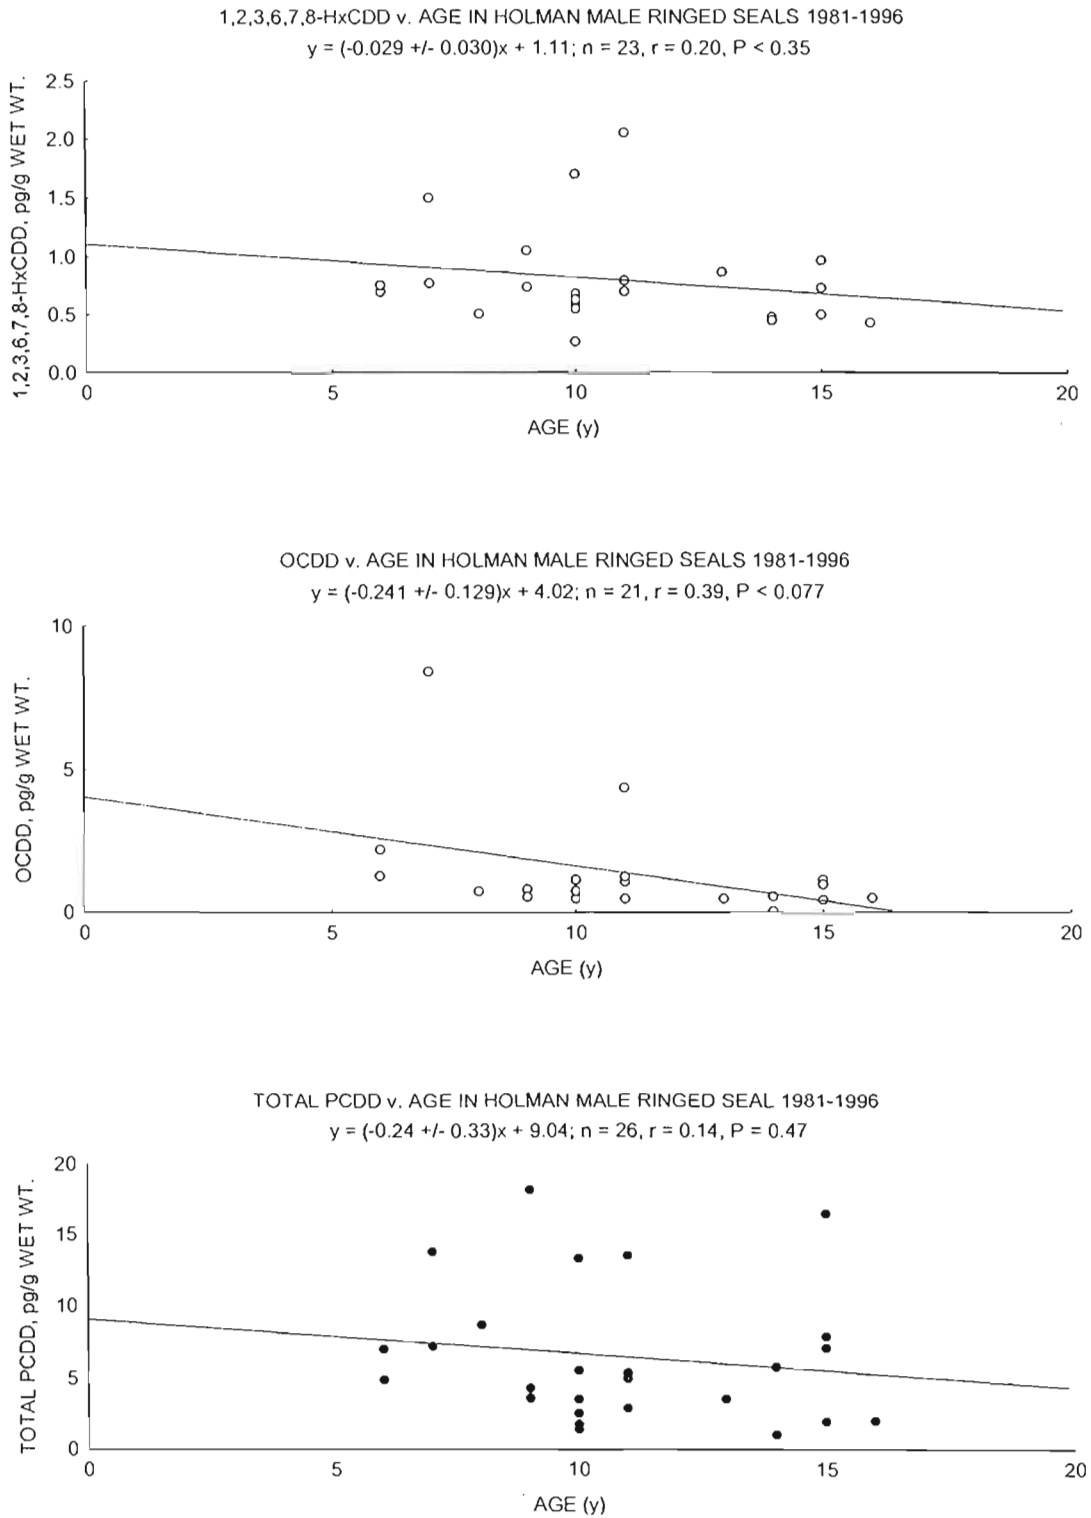 1,2,3,6,7,8-HxCDD v. AGE IN HOLMAN MALE RINGED SEALS 1981-1996
y = (-0.029 +/- 0.030)x + 1.11; n = 23, r = 0.20, P < 0.35
1,2,3,6,7,8-HxCDD, pg/g WET WT.
2.5
2.0
1.5
1.0
0.5
0.0
0 5 10 15 20
AGE (y)
OCDD v. AGE IN HOLMAN MALE RINGED SEALS 1981-1996
y = (-0.241 +/- 0.129)x + 4.02; n = 21, r = 0.39, P < 0.077
OCDD, pg/g WET WT.
10
5
0
0 5 10 15 20
AGE (y)
TOTAL PCDD v. AGE IN HOLMAN MALE RINGED SEAL 1981-1996
y = (-0.24 +/- 0.33)x + 9.04; n = 26, r = 0.14, P = 0.47
TOTAL PCDD, pg/g WET WT.
20
15
10
5
0
0 5 10 15 20
AGE (y)